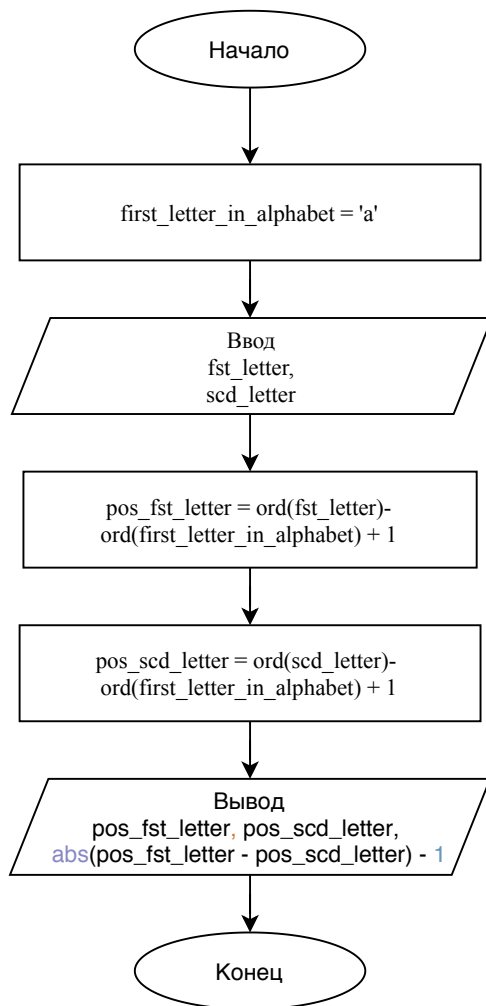 Начало
first_letter_in_alphabet = 'a'
Ввод
fst_letter,
scd_letter
pos_fst_letter = ord(fst_letter)-
ord(first_letter_in_alphabet) + 1
pos_scd_letter = ord(scd_letter)-
ord(first_letter_in_alphabet) + 1
Вывод
pos_fst_letter, pos_scd_letter,
abs(pos_fst_letter - pos_scd_letter) - 1
Конец